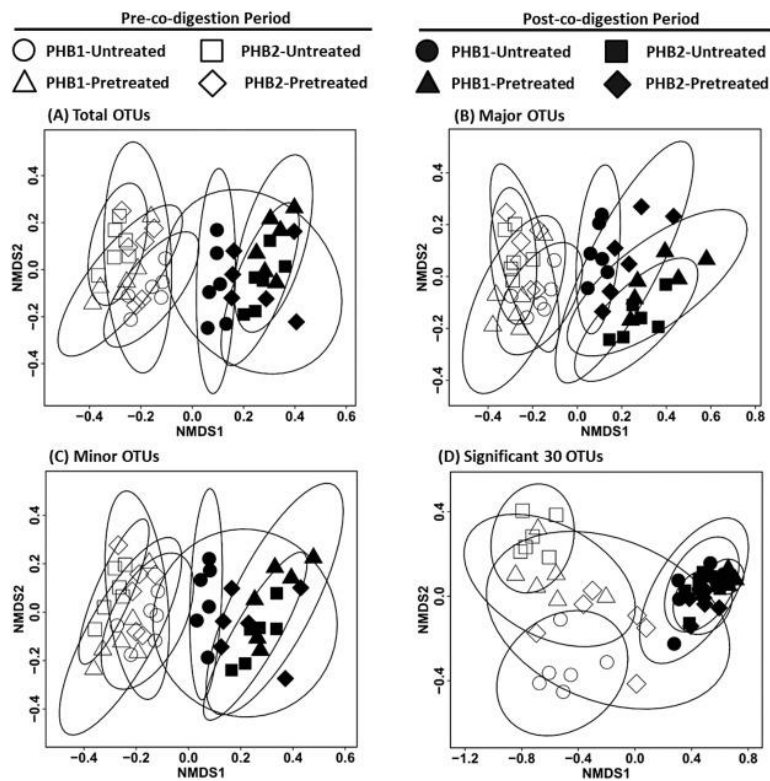 Pre-co-digestion Period
Post-co-digestion Period
PHB1-Untreated
PHB2-Untreated
PHB1-Untreated
PHB2-Untreated
PHB1-Pretreated
PHB2-Pretreated
PHB1-Pretreated
PHB2-Pretreated
(A) Total OTUs
(B) Major OTUs
NMDS2
0.4
0.2
0.0
−0.2
−0.4
−0.4
−0.2
0.0
0.2
0.4
0.6
NMDS1
NMDS2
0.4
0.2
0.0
−0.2
−0.4
−0.4
−0.2
0.0
0.2
0.4
0.6
0.8
NMDS1
(C) Minor OTUs
(D) Significant 30 OTUs
NMDS2
0.4
0.2
0.0
−0.2
−0.4
−0.4
−0.2
0.0
0.2
0.4
0.6
NMDS1
NMDS2
0.4
0.0
−0.4
−0.8
−1.2
−0.8
−0.4
0.0
0.4
0.8
NMDS1